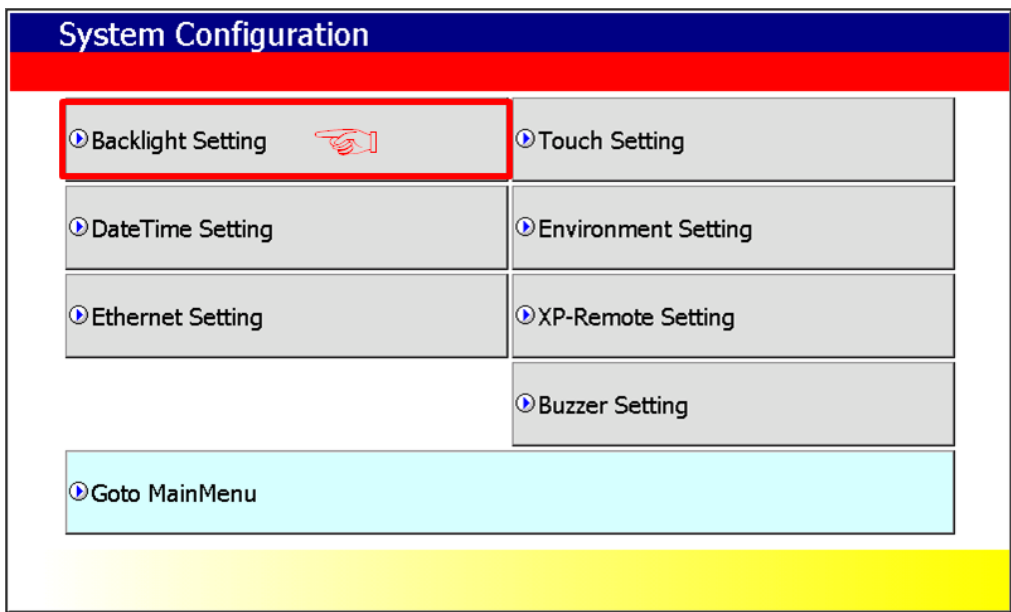 System Configuration
Backlight Setting
Touch Setting
DateTime Setting
Environment Setting
Ethernet Setting
XP-Remote Setting
Buzzer Setting
Goto MainMenu